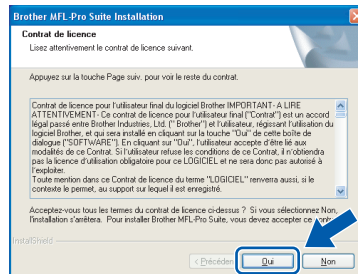 Brother MFL-Pro Suite Installation
Contrat de licence
Lisez attentivement le contrat de licence suivant.
Appuyez sur la touche Page suiv. pour voir le reste du contrat.
Contrat de licence pour l'utilisateur final du logiciel Brother IMPORTANT- A LIRE
ATTENTIVEMENT- Ce contrat de licence pour l'utilisateur final ("Contrat") est un accord
légal passé entre Brother Industries, Ltd. (" Brother") et l'utilisateur, régissant l'utilisation du
logiciel Brother, et qui sera installé en cliquant sur la touche "Oui" de cette boîte de
dialogue ("SOFTWARE"). En cliquant sur "Oui", l'utilisateur accepte d'être lié aux
modalités de ce Contrat. Si l'utilisateur refuse les conditions de ce Contrat, il n'obtiendra
pas la licence d'utilisation obligatoire pour ce LOGICIEL et ne sera donc pas autorisé à
l'exploiter.
Toute mention dans ce Contrat de licence du terme "LOGICIEL" renverra aussi, si le
contexte le permet, au support sur lequel il est enregistré.
Acceptez-vous tous les termes du contrat de licence ci-dessus ? Si vous sélectionnez Non,
l'installation s'arrêtera. Pour installer Brother MFL-Pro Suite, vous devez accepter ce
InstallShield
< Précéden
Oui
Non